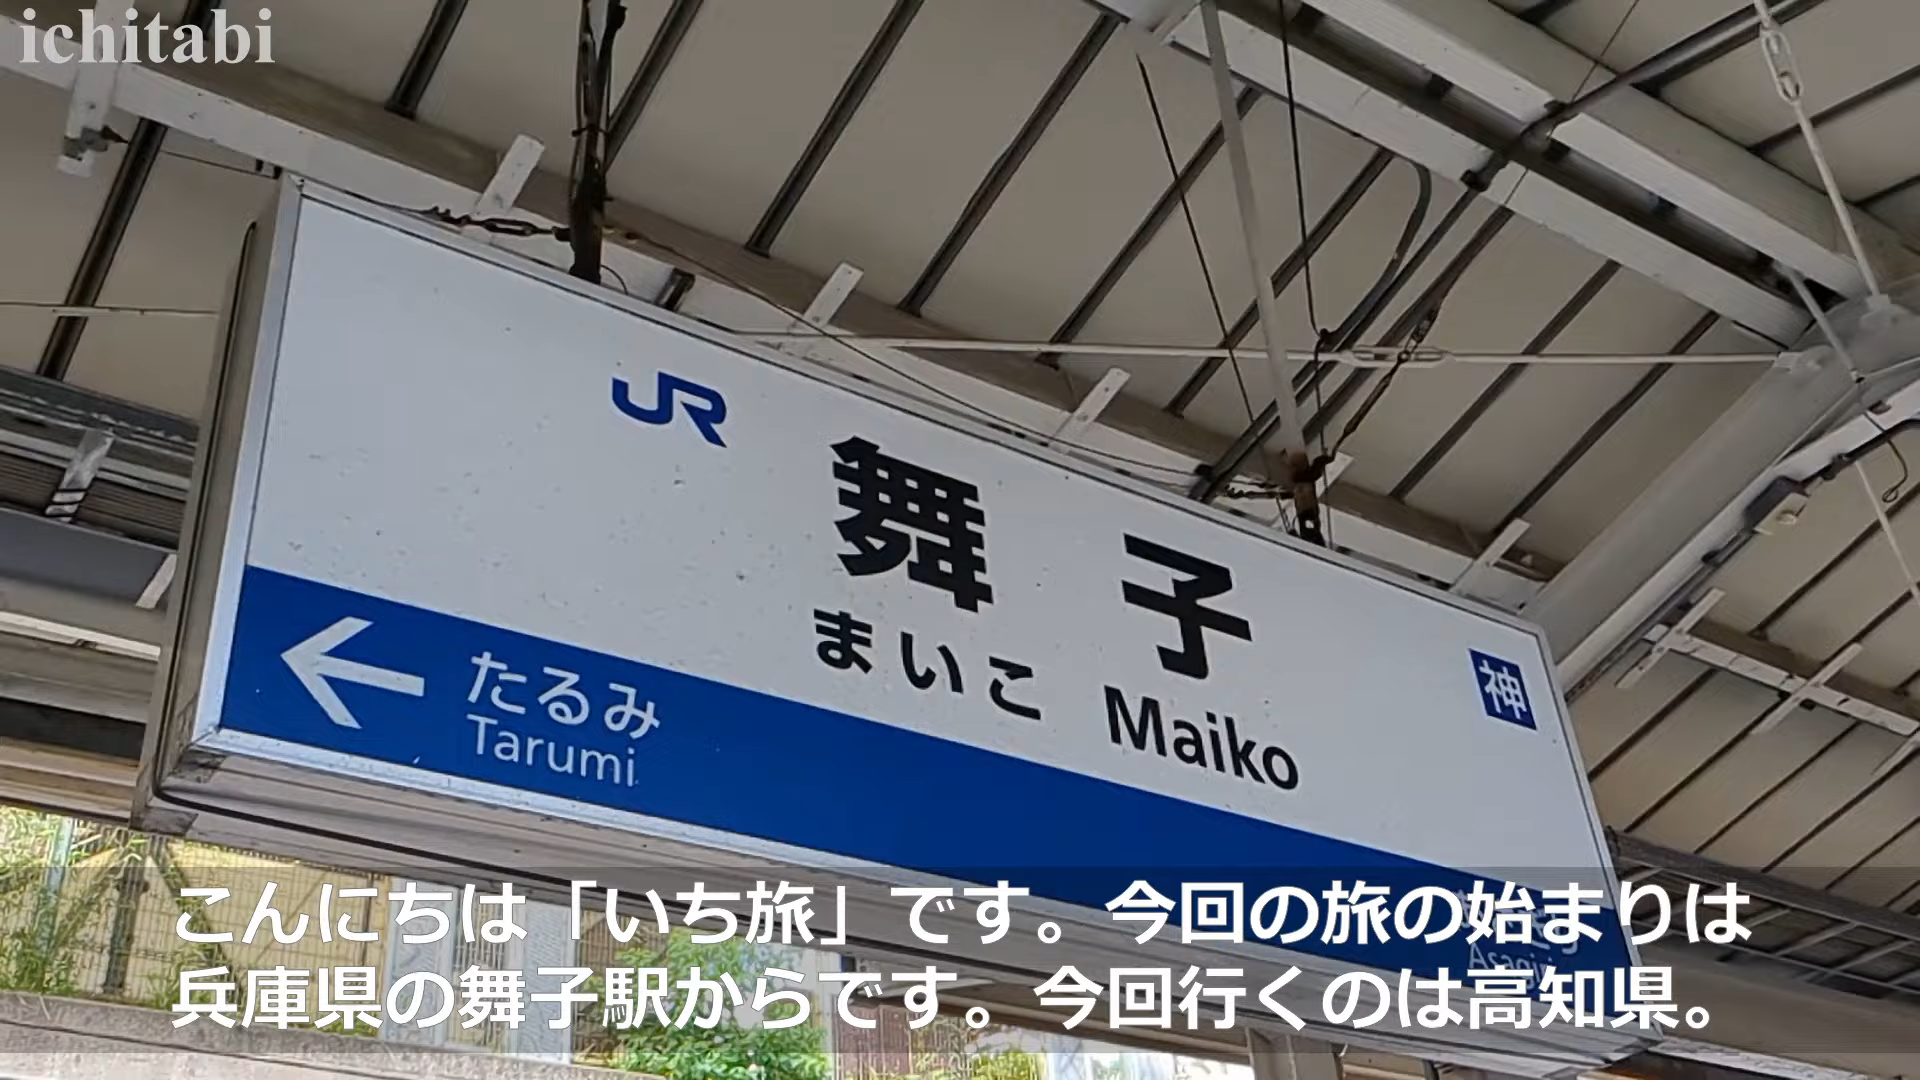 ichitabi
JR
舞子
まいこ Maiko
神
たるみ
Tarumi
Asagiri
こんにちは「いち旅」です。今回の旅の始まりは
兵庫県の舞子駅からです。今回行くのは高知県。